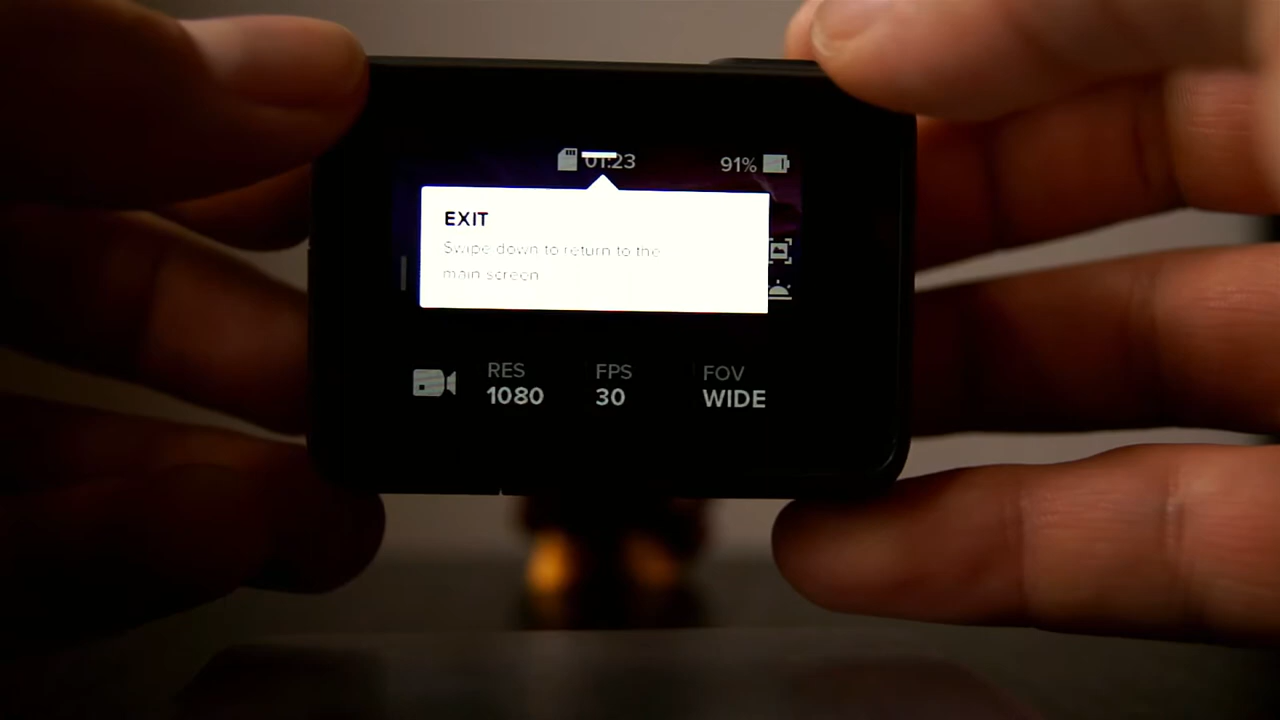 01:23 91%
EXIT
Swipe down to return to the
main screen.
RES FPS FOV
1080 30 WIDE